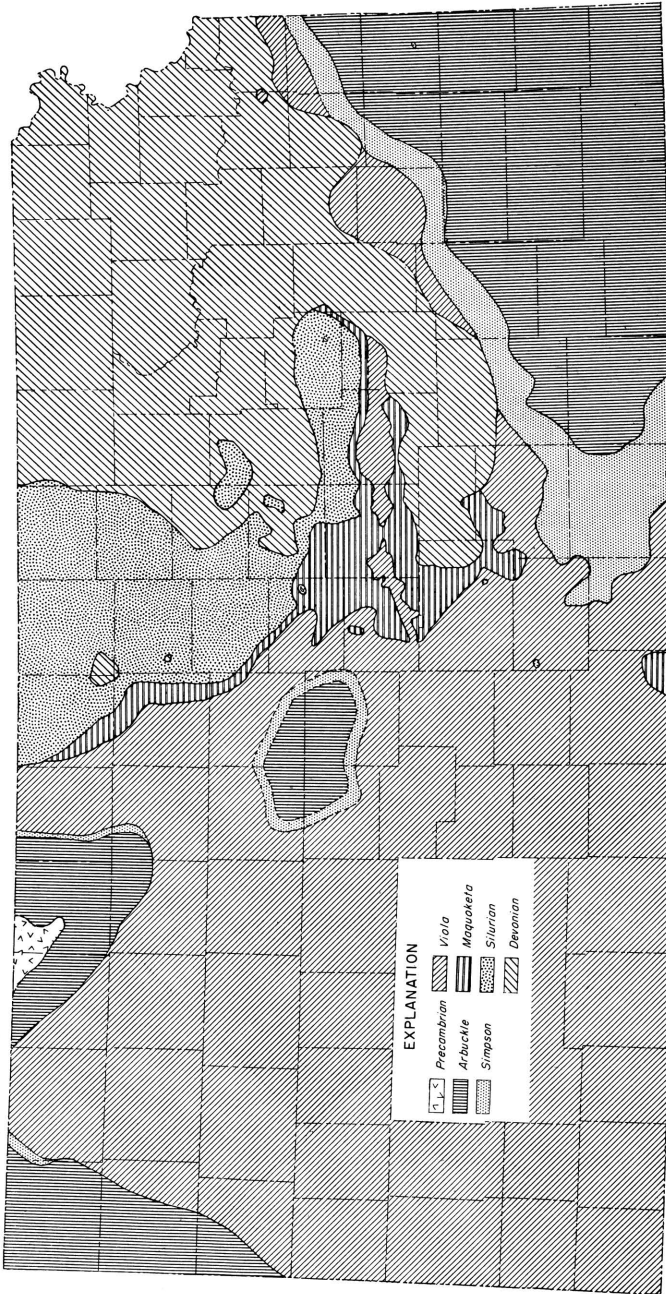 EXPLANATION
Precambrian
Arbuckle
Simpson
Viola
Maquoketa
Silurian
Devonian